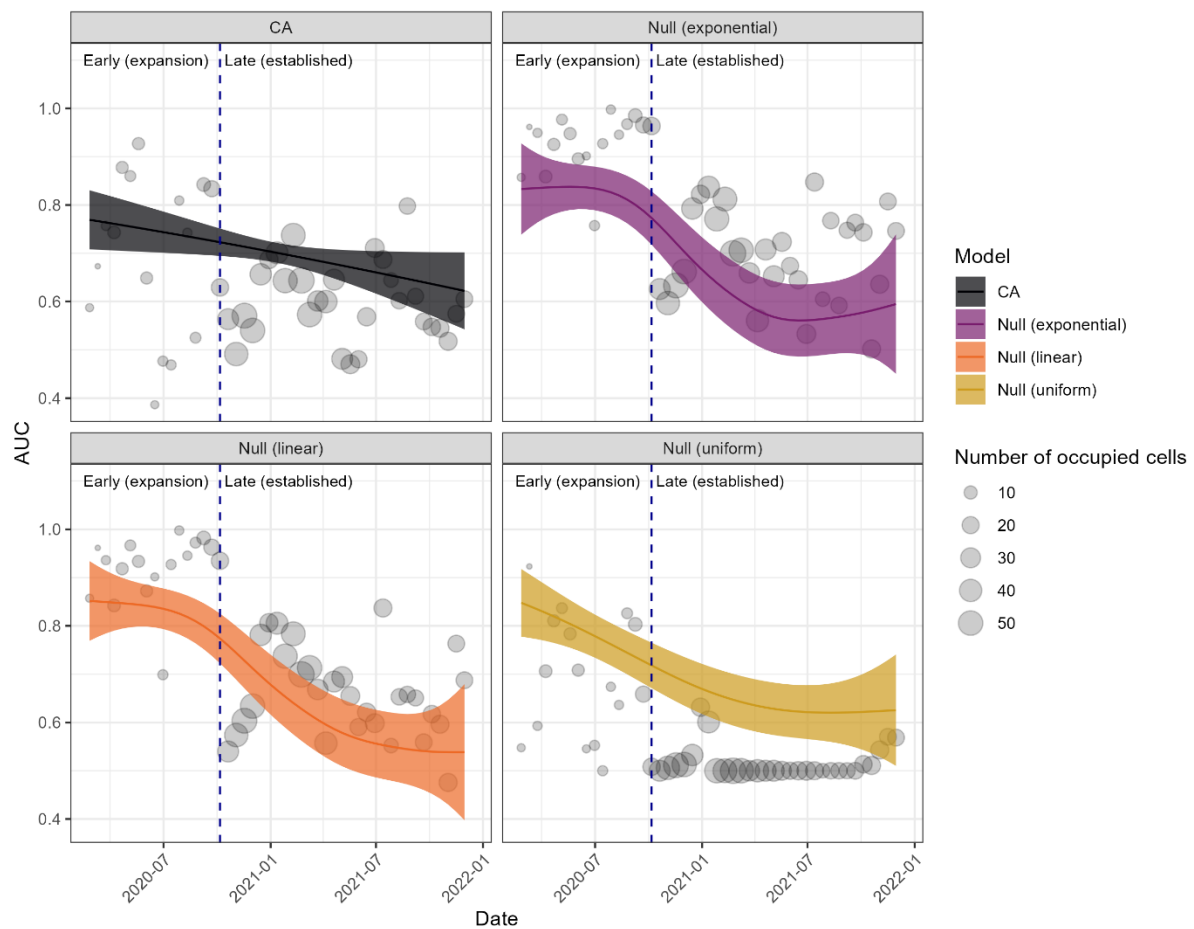 CA
Null (exponential)
Early (expansion) Late (established)
Early (expansion) Late (established)
1.0
0.8
0.6
0.4
Null (linear)
Null (uniform)
Early (expansion) Late (established)
Early (expansion) Late (established)
1.0
0.8
0.6
0.4
AUC
2020-07
2021-01
2021-07
2022-01
2020-07
2021-01
2021-07
2022-01
Date
Model
CA
Null (exponential)
Null (linear)
Null (uniform)
Number of occupied cells
10
20
30
40
50